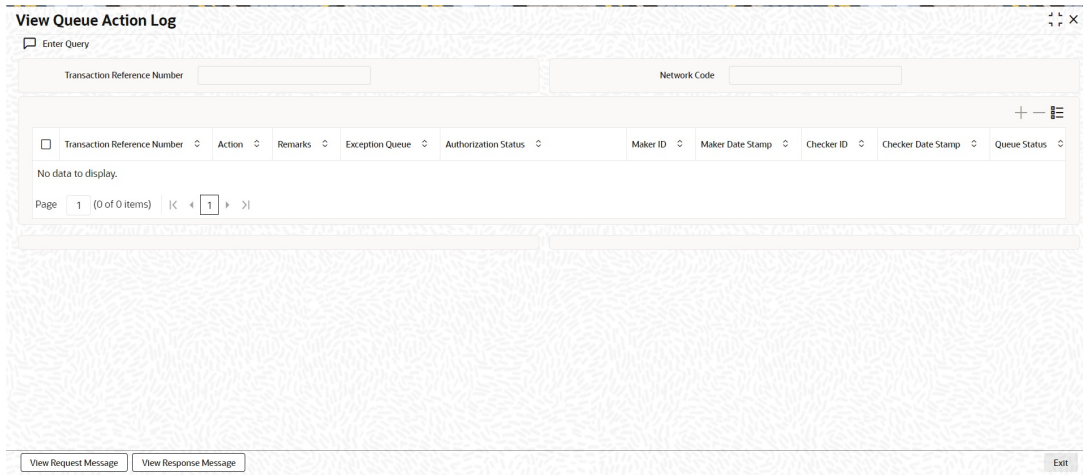 View Queue Action Log
Enter Query
Transaction Reference Number
Network Code
Transaction Reference Number Action Remarks Exception Queue Authorization Status Maker ID Maker Date Stamp Checker ID Checker Date Stamp Queue Status
No data to display.
Page 1 (0 of 0 items) 1
View Request Message View Response Message Exit